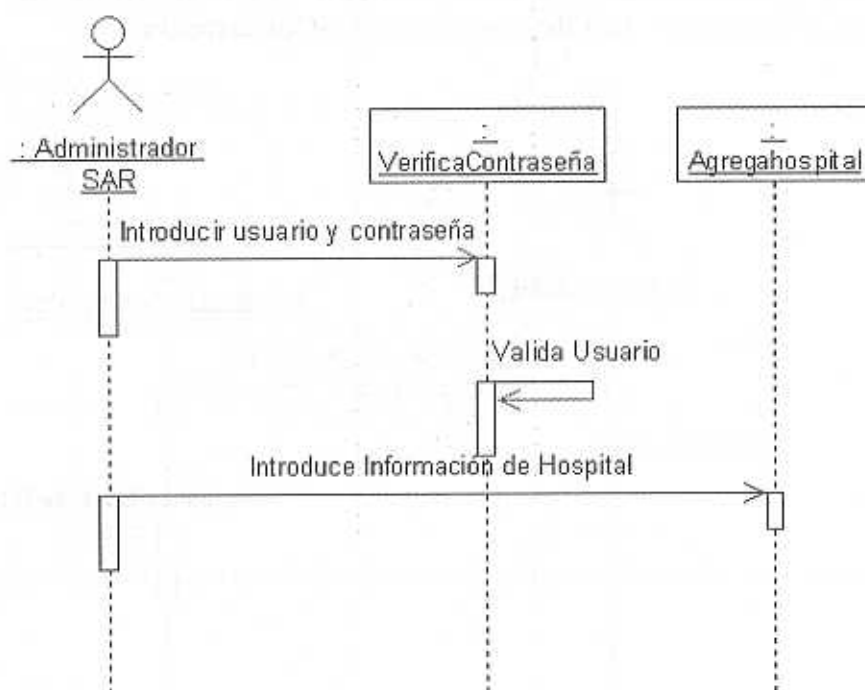 : Administrador
SAR
:
VerificaContraseña
:
Agregahospital
Introducir usuario y contraseña
Valida Usuario
Introduce Información de Hospital